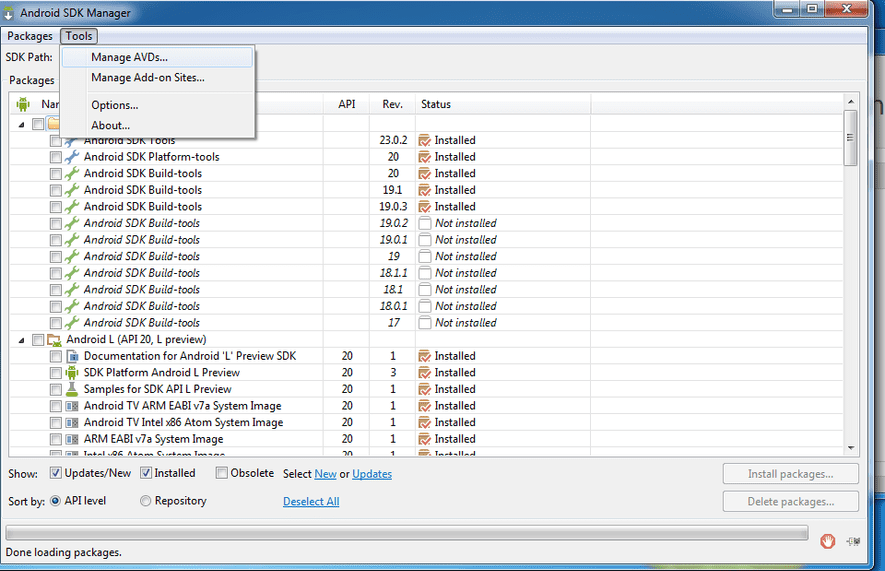 Android SDK Manager
Packages Tools
SDK Path:
Manage AVDs...
Manage Add-on Sites...
Packages
Options...
About...
API Rev. Status
Android SDK Tools 23.0.2 Installed
Android SDK Platform-tools 20 Installed
Android SDK Build-tools 20 Installed
Android SDK Build-tools 19.1 Installed
Android SDK Build-tools 19.0.3 Installed
Android SDK Build-tools 19.0.2 Not installed
Android SDK Build-tools 19.0.1 Not installed
Android SDK Build-tools 19 Not installed
Android SDK Build-tools 18.1.1 Not installed
Android SDK Build-tools 18.1 Not installed
Android SDK Build-tools 18.0.1 Not installed
Android SDK Build-tools 17 Not installed
Android L (API 20, L preview)
Documentation for Android 'L' Preview SDK 20 1 Installed
SDK Platform Android L Preview 20 3 Installed
Samples for SDK API L Preview 20 1 Installed
Android TV ARM EABI v7a System Image 20 1 Installed
Android TV Intel x86 Atom System Image 20 1 Installed
ARM EABI v7a System Image 20 1 Installed
Intel x86 Atom System Image 20 1 Installed
Show: Updates/New Installed Obsolete Select New or Updates Install packages...
Sort by: API level Repository Deselect All Delete packages...
Done loading packages.